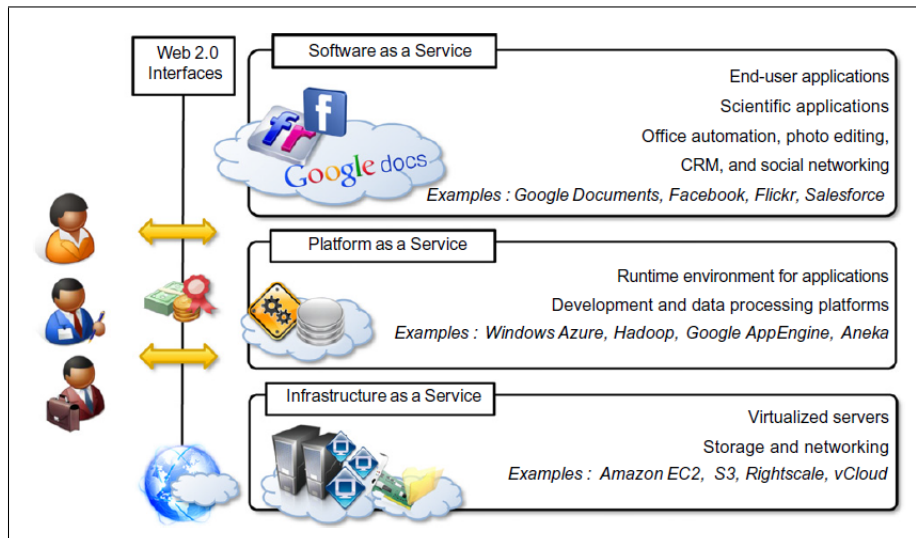 Web 2.0
Interfaces
Software as a Service
End-user applications
Scientific applications
Office automation, photo editing,
CRM, and social networking
Examples : Google Documents, Facebook, Flickr, Salesforce
f
fr
Google docs
Platform as a Service
Runtime environment for applications
Development and data processing platforms
Examples : Windows Azure, Hadoop, Google AppEngine, Aneka
Infrastructure as a Service
Virtualized servers
Storage and networking
Examples : Amazon EC2, S3, Rightscale, vCloud